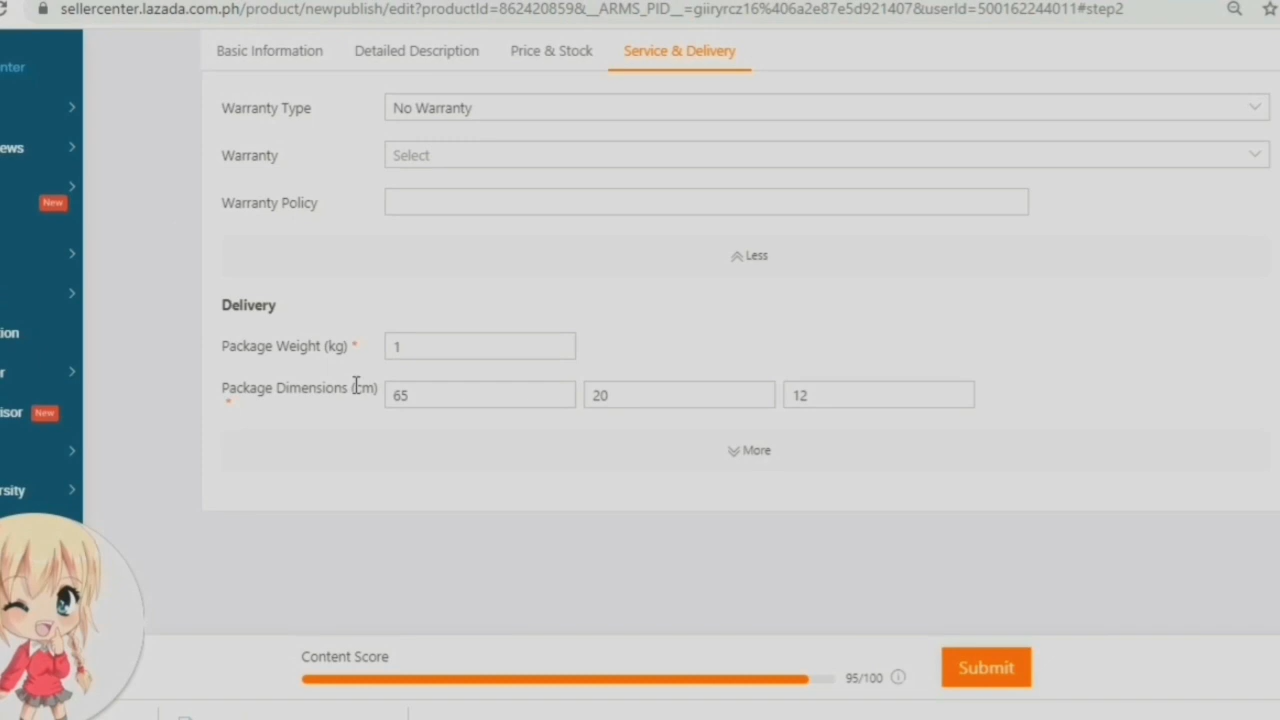 sellercenter.lazada.com.ph/product/newpublish/edit?productId=862420859&__ARMS_PID__=giiryrcz16%406a2e87e5d921407&userId=500162244011#step2
nter
Basic Information Detailed Description Price & Stock Service & Delivery
Warranty Type No Warranty
ews
Warranty Select
New
Warranty Policy
Less
Delivery
ion
Package Weight (kg) * 1
r
Package Dimensions (cm) * 65 20 12
isor New
More
rsity
Content Score
95/100
Submit